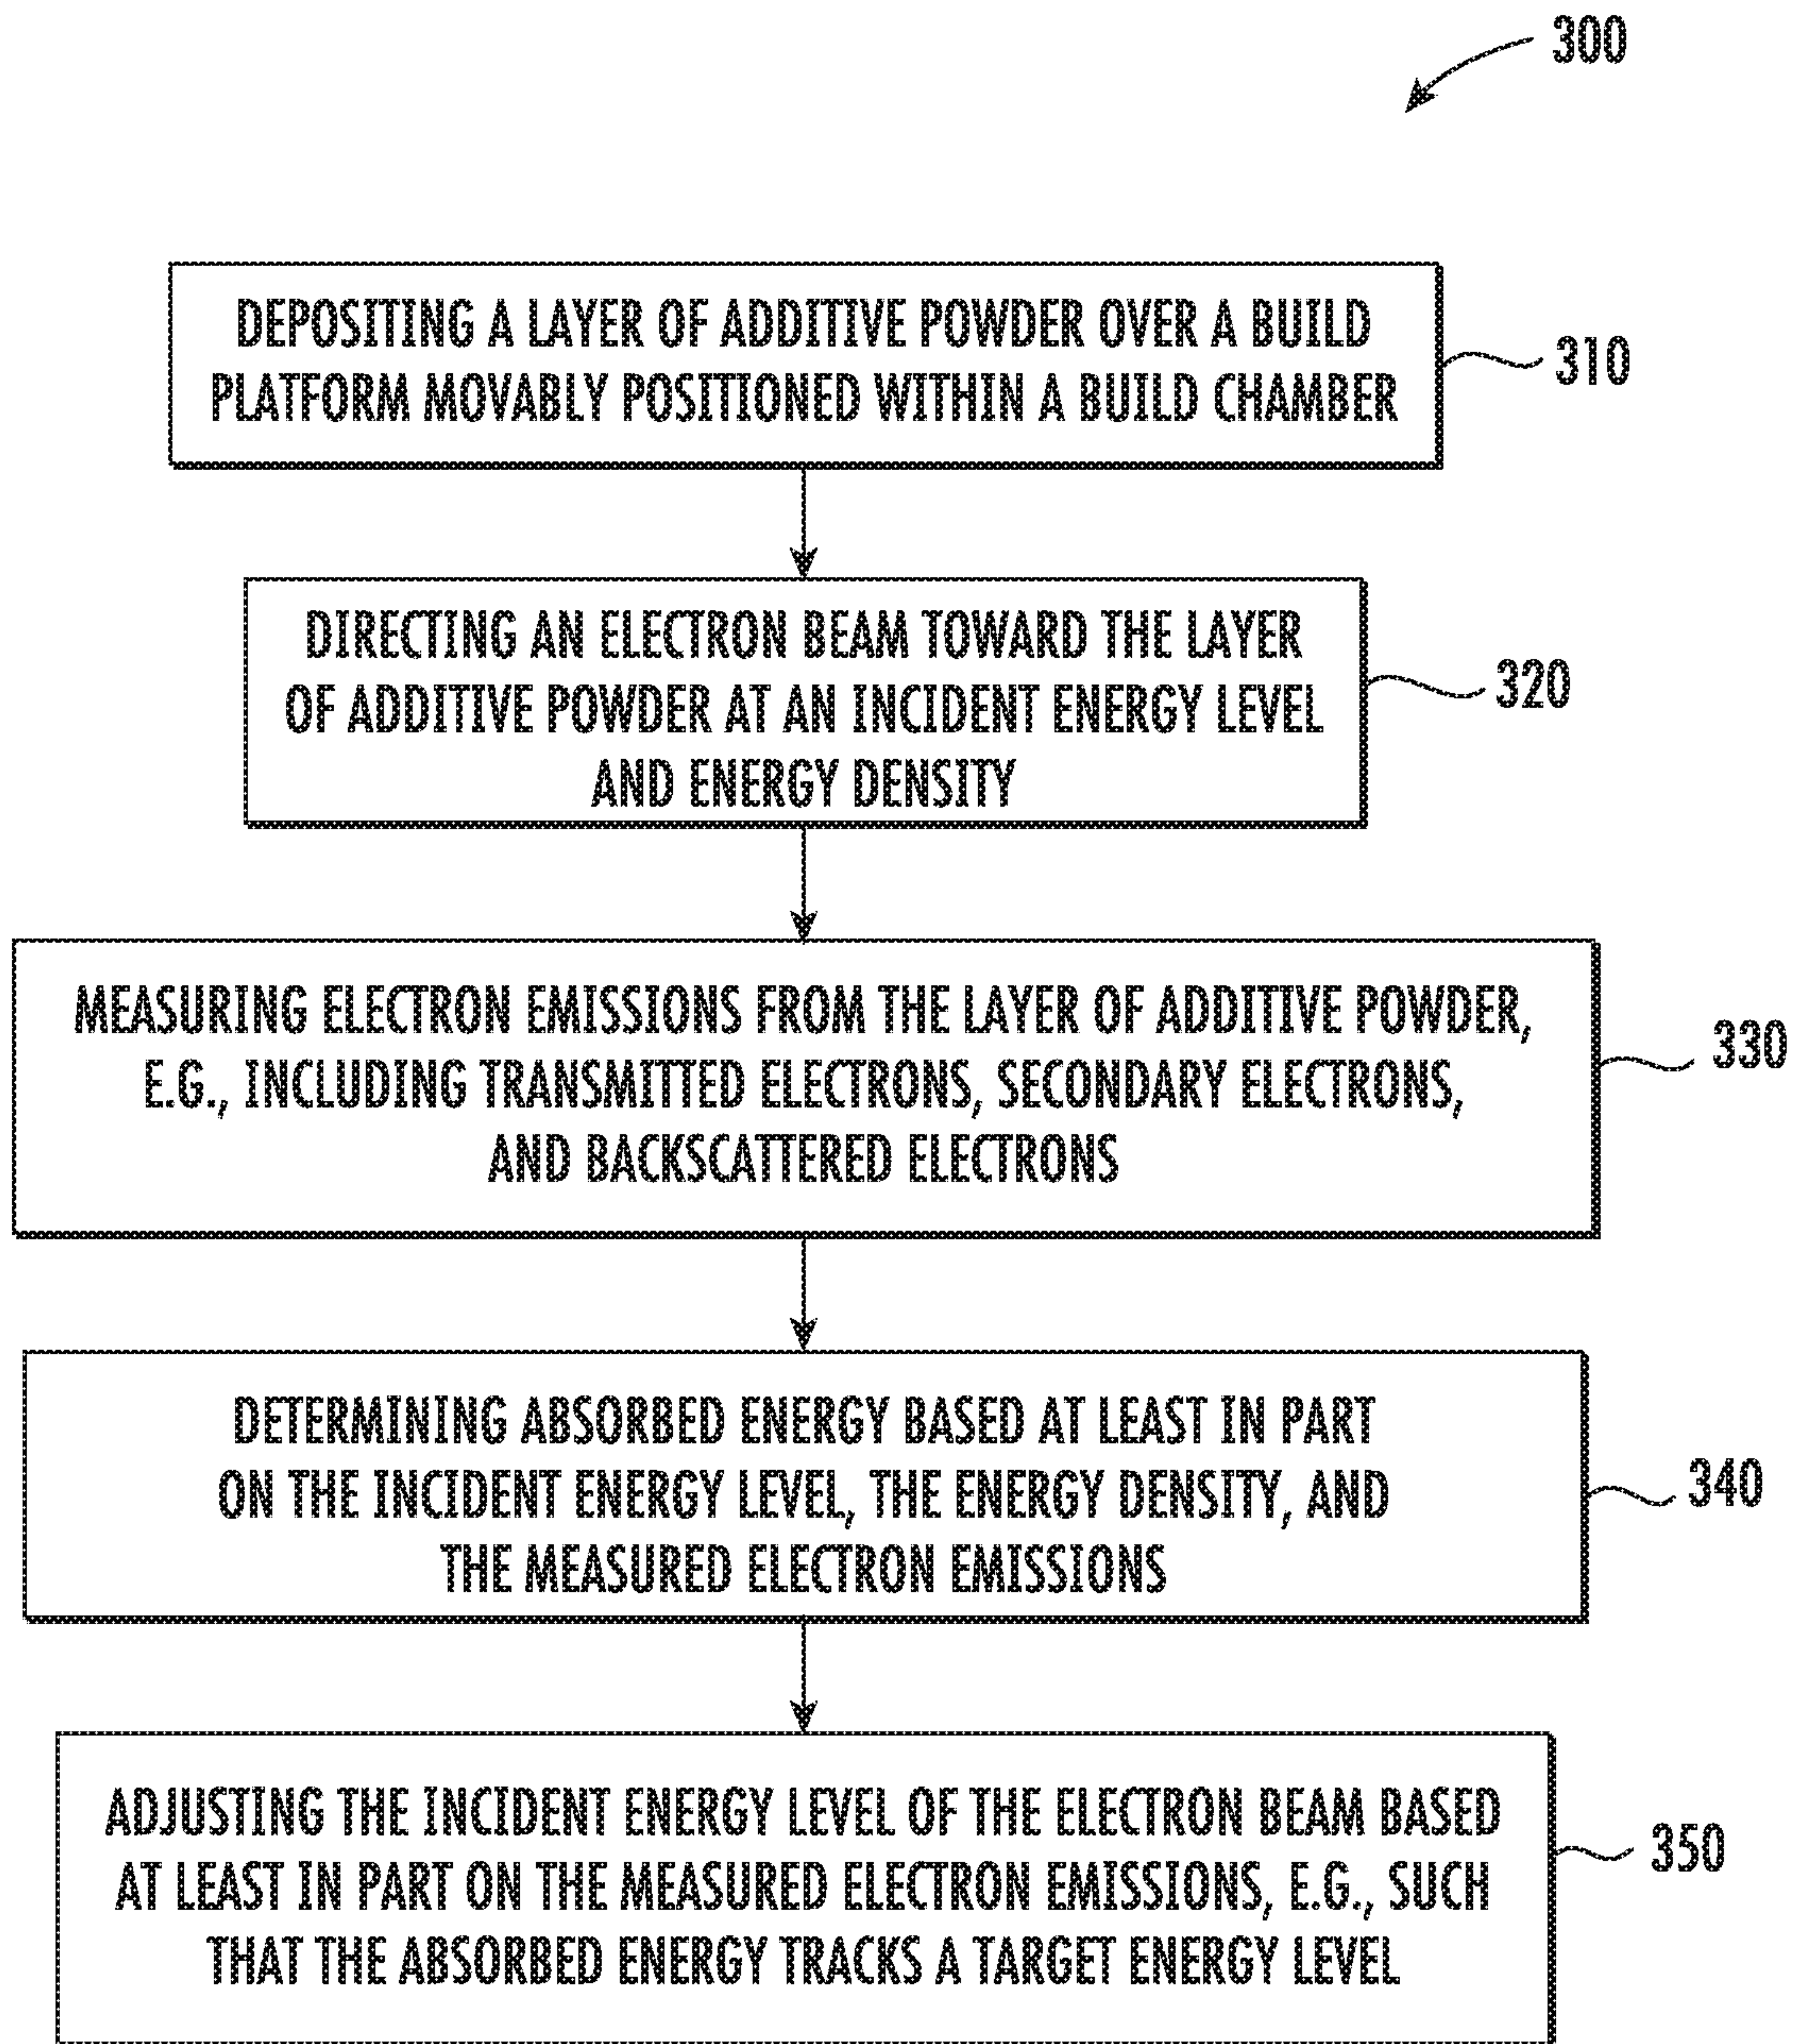 300
DEPOSITING A LAYER OF ADDITIVE POWDER OVER A BUILD
PLATFORM MOVABLY POSITIONED WITHIN A BUILD CHAMBER
310
DIRECTING AN ELECTRON BEAM TOWARD THE LAYER
OF ADDITIVE POWDER AT AN INCIDENT ENERGY LEVEL
AND ENERGY DENSITY
320
MEASURING ELECTRON EMISSIONS FROM THE LAYER OF ADDITIVE POWDER,
E.G., INCLUDING TRANSMITTED ELECTRONS, SECONDARY ELECTRONS,
AND BACKSCATTERED ELECTRONS
330
DETERMINING ABSORBED ENERGY BASED AT LEAST IN PART
ON THE INCIDENT ENERGY LEVEL, THE ENERGY DENSITY, AND
THE MEASURED ELECTRON EMISSIONS
340
ADJUSTING THE INCIDENT ENERGY LEVEL OF THE ELECTRON BEAM BASED
AT LEAST IN PART ON THE MEASURED ELECTRON EMISSIONS, E.G., SUCH
THAT THE ABSORBED ENERGY TRACKS A TARGET ENERGY LEVEL
350